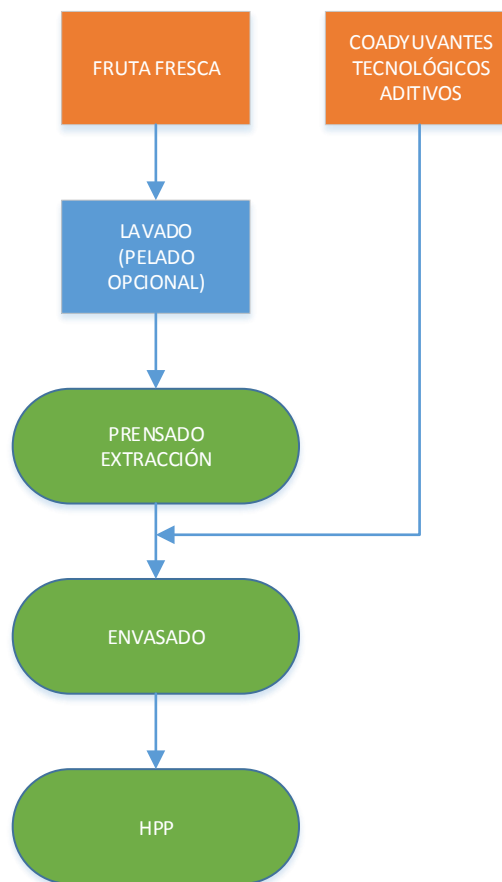 FRUTA FRESCA
COADYUVANTES
TECNOLÓGICOS
ADITIVOS
LAVADO
(PELADO
OPCIONAL)
PRENSADO
EXTRACCIÓN
ENVASADO
HPP